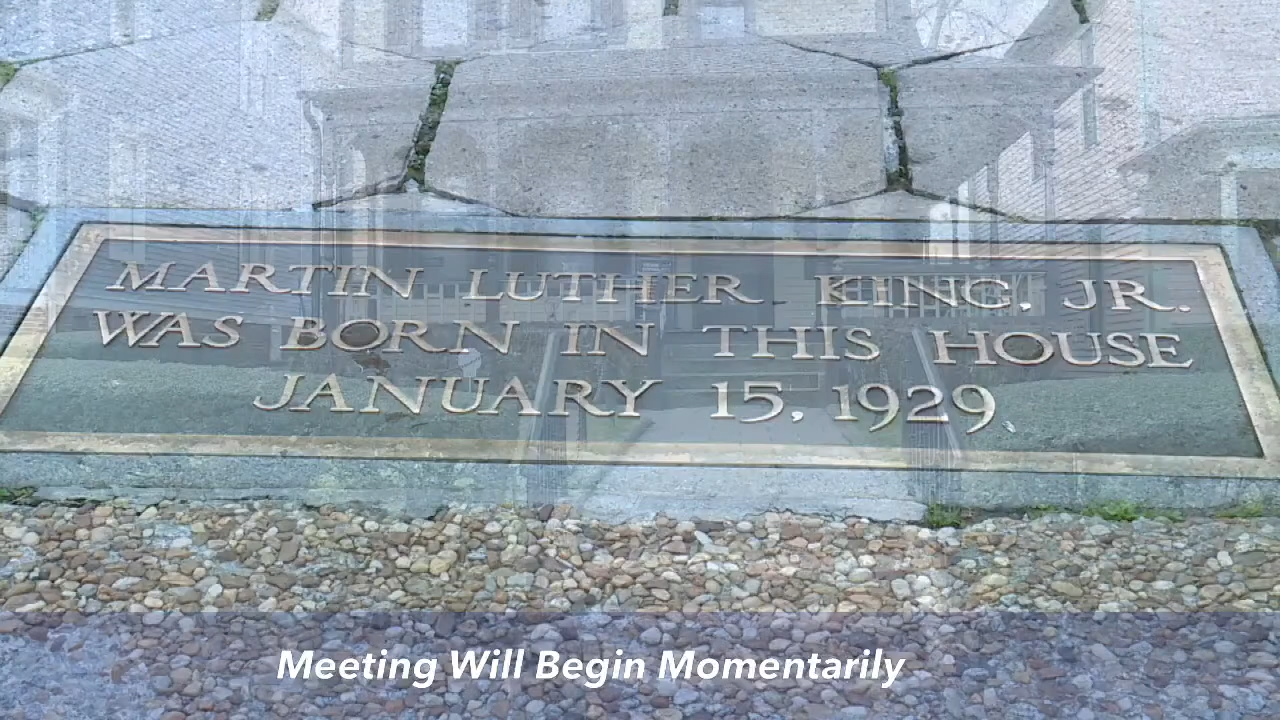 MARTIN LUTHER KING, JR.
WAS BORN IN THIS HOUSE
JANUARY 15, 1929.
Meeting Will Begin Momentarily